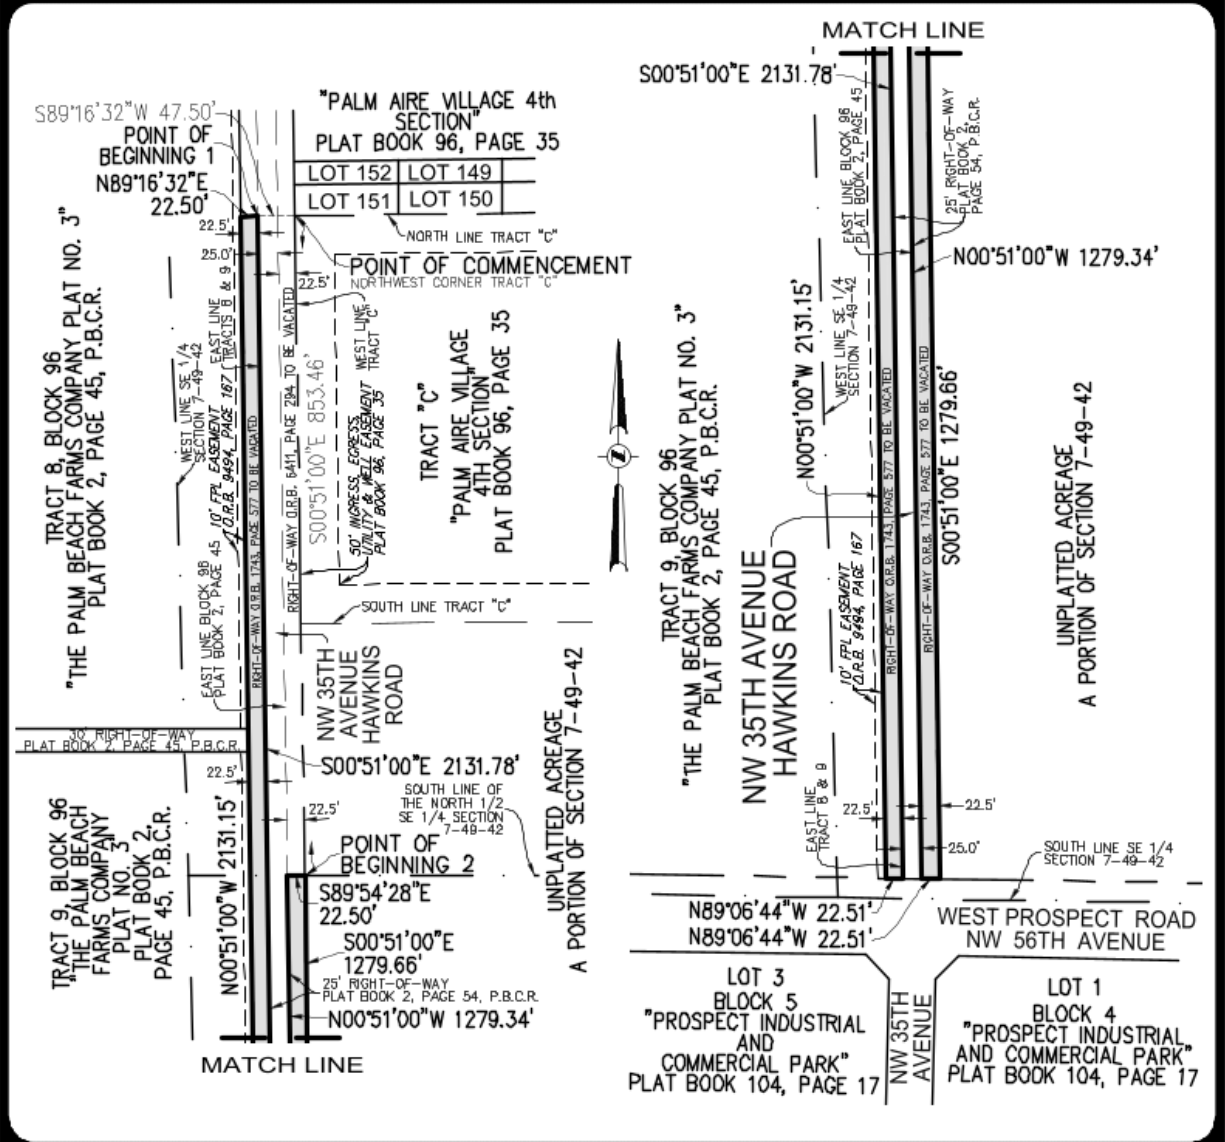 S89°16'32"W 47.50'
POINT OF
BEGINNING 1
N89°16'32"E
22.50'
"PALM AIRE VILLAGE 4th
SECTION"
PLAT BOOK 96, PAGE 35
LOT 152 LOT 149
LOT 151 LOT 150
NORTH LINE TRACT "C"
POINT OF COMMENCEMENT
NORTHWEST CORNER TRACT "C"
22.5'
25.0'
22.5'
TRACT 8, BLOCK 96
"THE PALM BEACH FARMS COMPANY PLAT NO. 3"
PLAT BOOK 2, PAGE 45, P.B.C.R.
WEST LINE SE 1/4
SECTION 7-49-42
EAST LINE
TRACTS 8 & 9
10' FPL EASEMENT
O.R.B. 9494, PAGE 167
EAST LINE BLOCK 96
PLAT BOOK 2, PAGE 45
RIGHT-OF-WAY O.R.B. 1743, PAGE 577 TO BE VACATED
RIGHT-OF-WAY O.R.B. 5411, PAGE 294 TO BE VACATED
S00°51'00"E 853.46'
WEST LINE
TRACT "C"
50' INGRESS, EGRESS,
UTILITY & WELL EASEMENT
PLAT BOOK 96, PAGE 35
TRACT "C"
"PALM AIRE VILLAGE
4TH SECTION"
PLAT BOOK 96, PAGE 35
SOUTH LINE TRACT "C"
NW 35TH
AVENUE
HAWKINS
ROAD
30' RIGHT-OF-WAY
PLAT BOOK 2, PAGE 45, P.B.C.R.
S00°51'00"E 2131.78'
22.5'
22.5'
SOUTH LINE OF
THE NORTH 1/2
SE 1/4 SECTION
7-49-42
UNPLATTED ACREAGE
A PORTION OF SECTION 7-49-42
TRACT 9, BLOCK 96
"THE PALM BEACH
FARMS COMPANY
PLAT NO. 3"
PLAT BOOK 2,
PAGE 45, P.B.C.R.
N00°51'00"W 2131.15'
POINT OF
BEGINNING 2
S89°54'28"E
22.50'
S00°51'00"E
1279.66'
25' RIGHT-OF-WAY
PLAT BOOK 2, PAGE 54, P.B.C.R.
N00°51'00"W 1279.34'
MATCH LINE
MATCH LINE
S00°51'00"E 2131.78'
EAST LINE BLOCK 96
PLAT BOOK 2, PAGE 45
25' RIGHT-OF-WAY
PLAT BOOK 2,
PAGE 54, P.B.C.R.
N00°51'00"W 1279.34'
N00°51'00"W 2131.15'
WEST LINE SE 1/4
SECTION 7-49-42
TRACT 9, BLOCK 96
"THE PALM BEACH FARMS COMPANY PLAT NO. 3"
PLAT BOOK 2, PAGE 45, P.B.C.R.
Z
RIGHT-OF-WAY O.R.B. 1743, PAGE 577 TO BE VACATED
RIGHT-OF-WAY O.R.B. 1743, PAGE 577 TO BE VACATED
S00°51'00"E 1279.66'
UNPLATTED ACREAGE
A PORTION OF SECTION 7-49-42
NW 35TH AVENUE
HAWKINS ROAD
10' FPL EASEMENT
O.R.B. 9494, PAGE 167
EAST LINE
TRACT 8 & 9
22.5'
22.5'
25.0'
SOUTH LINE SE 1/4
SECTION 7-49-42
N89°06'44"W 22.51'
N89°06'44"W 22.51'
WEST PROSPECT ROAD
NW 56TH AVENUE
LOT 3
BLOCK 5
"PROSPECT INDUSTRIAL
AND
COMMERCIAL PARK"
PLAT BOOK 104, PAGE 17
NW 35TH
AVENUE
LOT 1
BLOCK 4
"PROSPECT INDUSTRIAL
AND COMMERCIAL PARK"
PLAT BOOK 104, PAGE 17